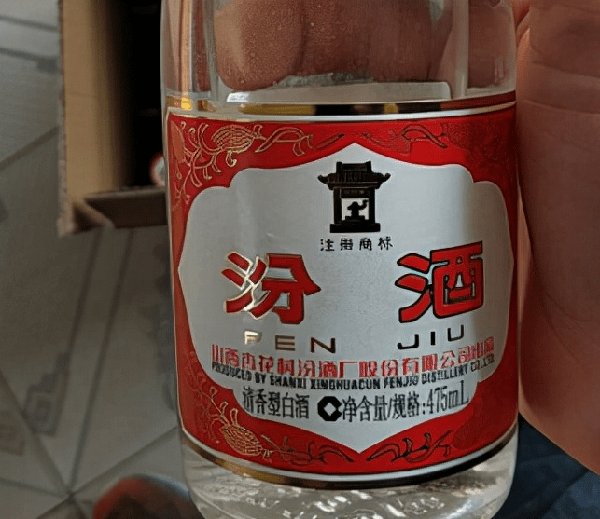 注册商标
汾酒
FEN JIU
山西杏花村汾酒厂股份有限公司出品
PRODUCED BY SHANXI XINGHUACUN FENJIU DISTILLERY CO.,LTD
清香型白酒 净含量/规格:475mL